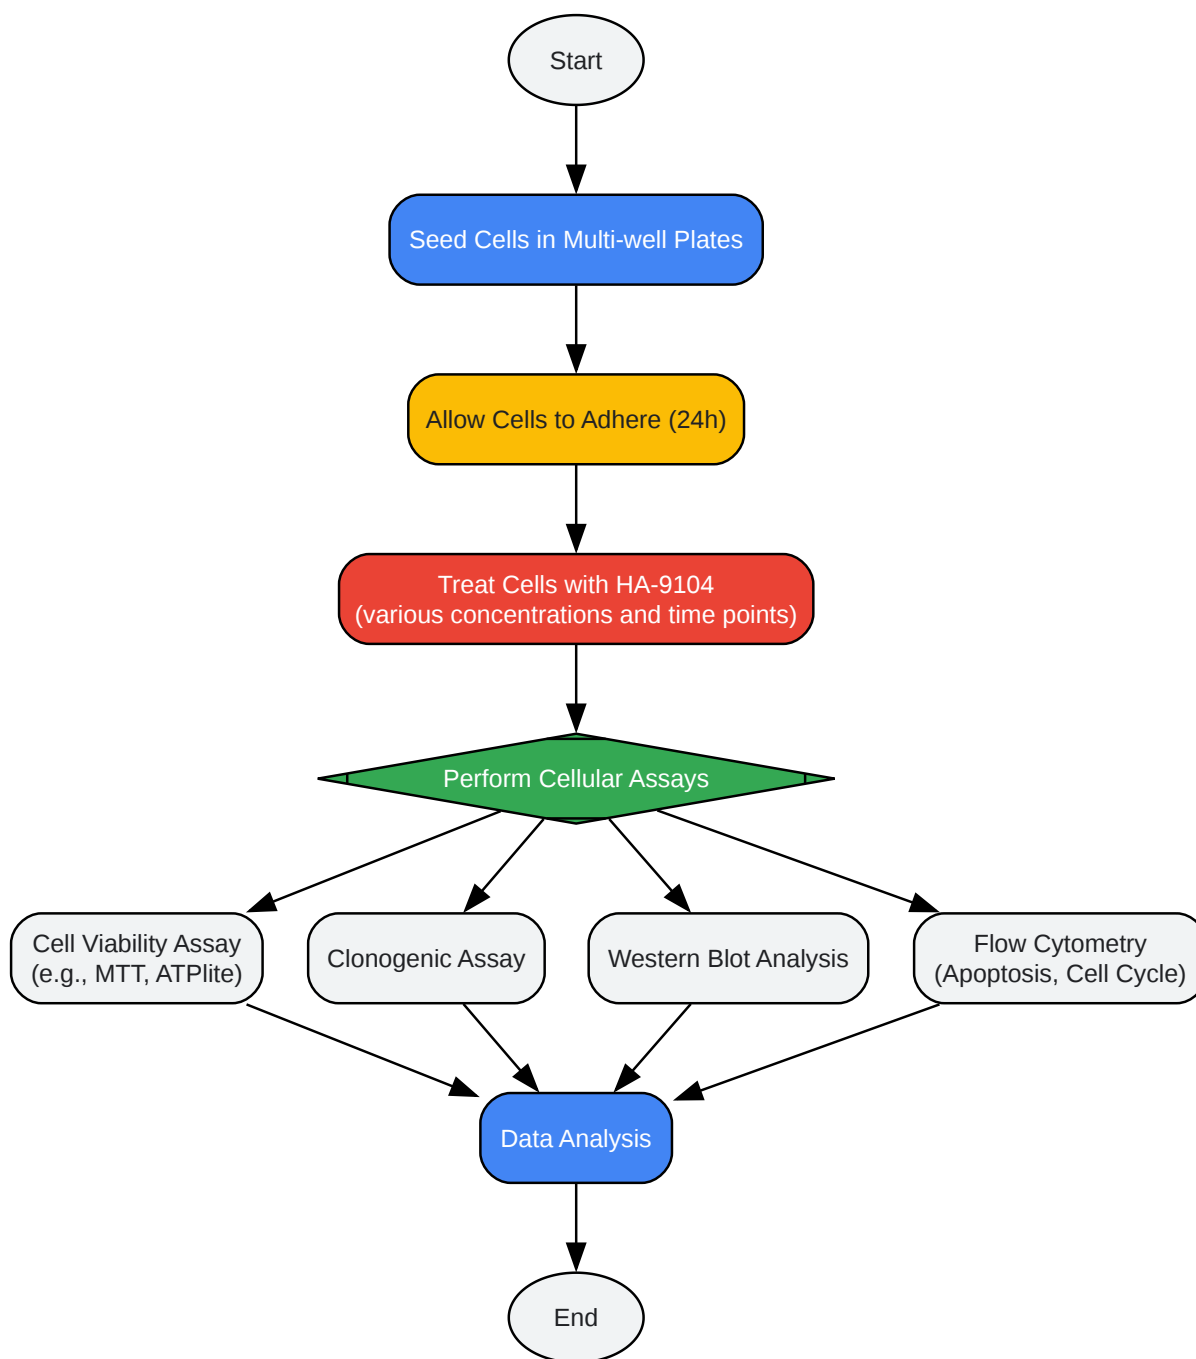 Start
Seed Cells in Multi-well Plates
Allow Cells to Adhere (24h)
Treat Cells with HA-9104
(various concentrations and time points)
Perform Cellular Assays
Cell Viability Assay
(e.g., MTT, ATPlite)
Clonogenic Assay
Western Blot Analysis
Flow Cytometry
(Apoptosis, Cell Cycle)
Data Analysis
End